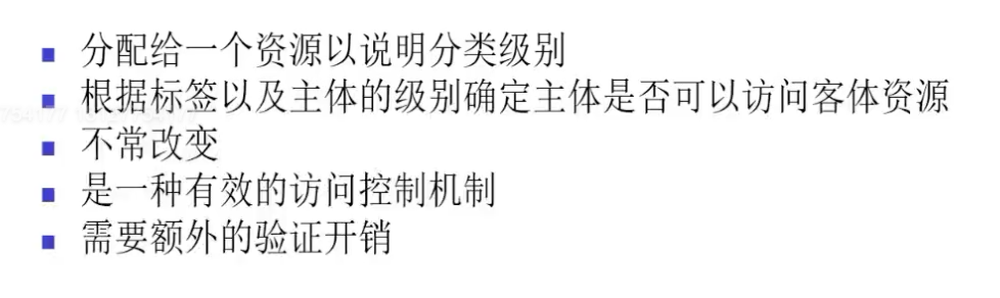 分配给一个资源以说明分类级别
根据标签以及主体的级别确定主体是否可以访问客体资源
不常改变
是一种有效的访问控制机制
需要额外的验证开销